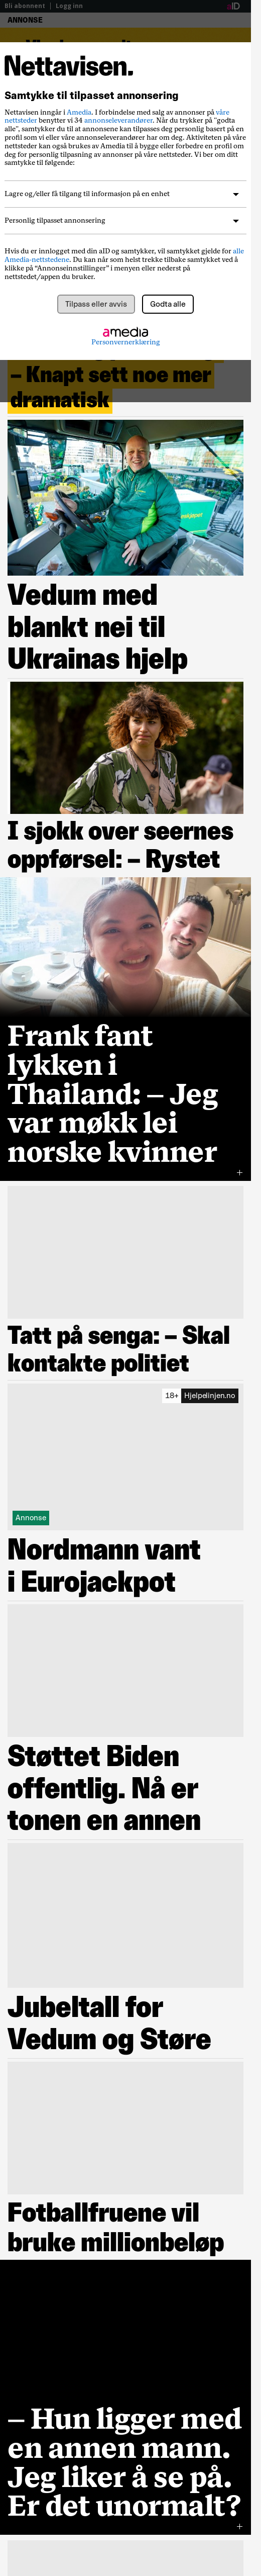 Bli abonnent | Logg inn
aID
ANNONSE
Nettavisen.
Samtykke til tilpasset annonsering
Nettavisen inngår i Amedia. I forbindelse med salg av annonser på våre
nettsteder benytter vi 34 annonseleverandører. Når du trykker på "godta
alle", samtykker du til at annonsene kan tilpasses deg personlig basert på en
profil som vi eller våre annonseleverandører har om deg. Aktiviteten på våre
nettsteder kan også brukes av Amedia til å bygge eller forbedre en profil om
deg for personlig tilpasning av annonser på våre nettsteder. Vi ber om ditt
samtykke til følgende:
Lagre og/eller få tilgang til informasjon på en enhet
Personlig tilpasset annonsering
Hvis du er innlogget med din aID og samtykker, vil samtykket gjelde for alle
Amedia-nettstedene. Du kan når som helst trekke tilbake samtykket ved å
klikke på “Annonseinnstillinger” i menyen eller nederst på
nettstedet/appen du bruker.
Tilpass eller avvis
Godta alle
amedia
Personvernerklæring
– Knapt sett noe mer
dramatisk
Vedum med
blankt nei til
Ukrainas hjelp
I sjokk over seernes
oppførsel: – Rystet
Frank fant
lykken i
Thailand: – Jeg
var møkk lei
norske kvinner
+
Tatt på senga: – Skal
kontakte politiet
18+ Hjelpelinjen.no
Annonse
Nordmann vant
i Eurojackpot
Støttet Biden
offentlig. Nå er
tonen en annen
Jubeltall for
Vedum og Støre
Fotballfruene vil
bruke millionbeløp
– Hun ligger med
en annen mann.
Jeg liker å se på.
Er det unormalt?
+